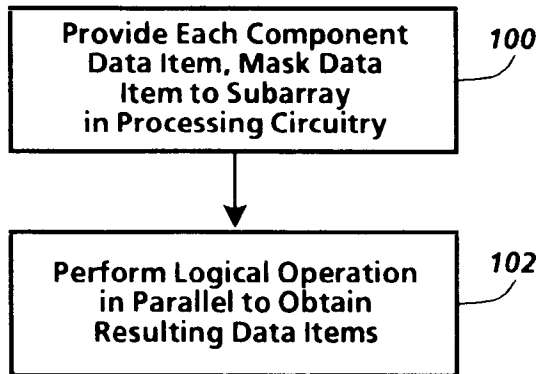 Provide Each Component
Data Item, Mask Data
Item to Subarray
in Processing Circuitry
100
Perform Logical Operation
in Parallel to Obtain
Resulting Data Items
102